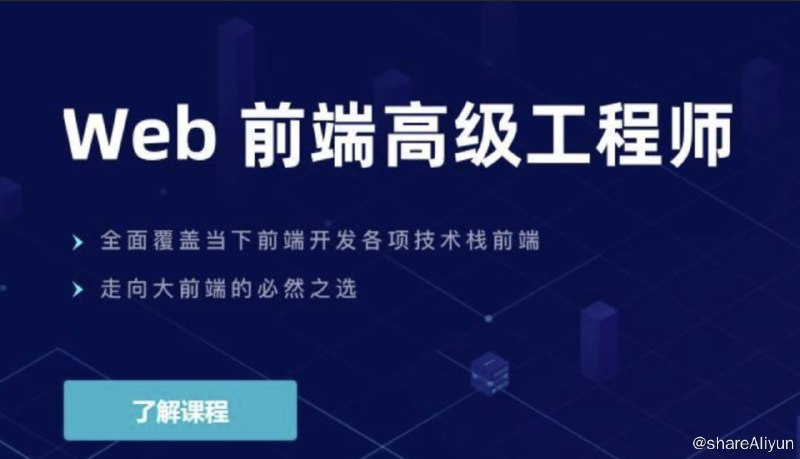 Web 前端高级工程师
全面覆盖当下前端开发各项技术栈前端
走向大前端的必然之选
了解课程
@shareAliyun